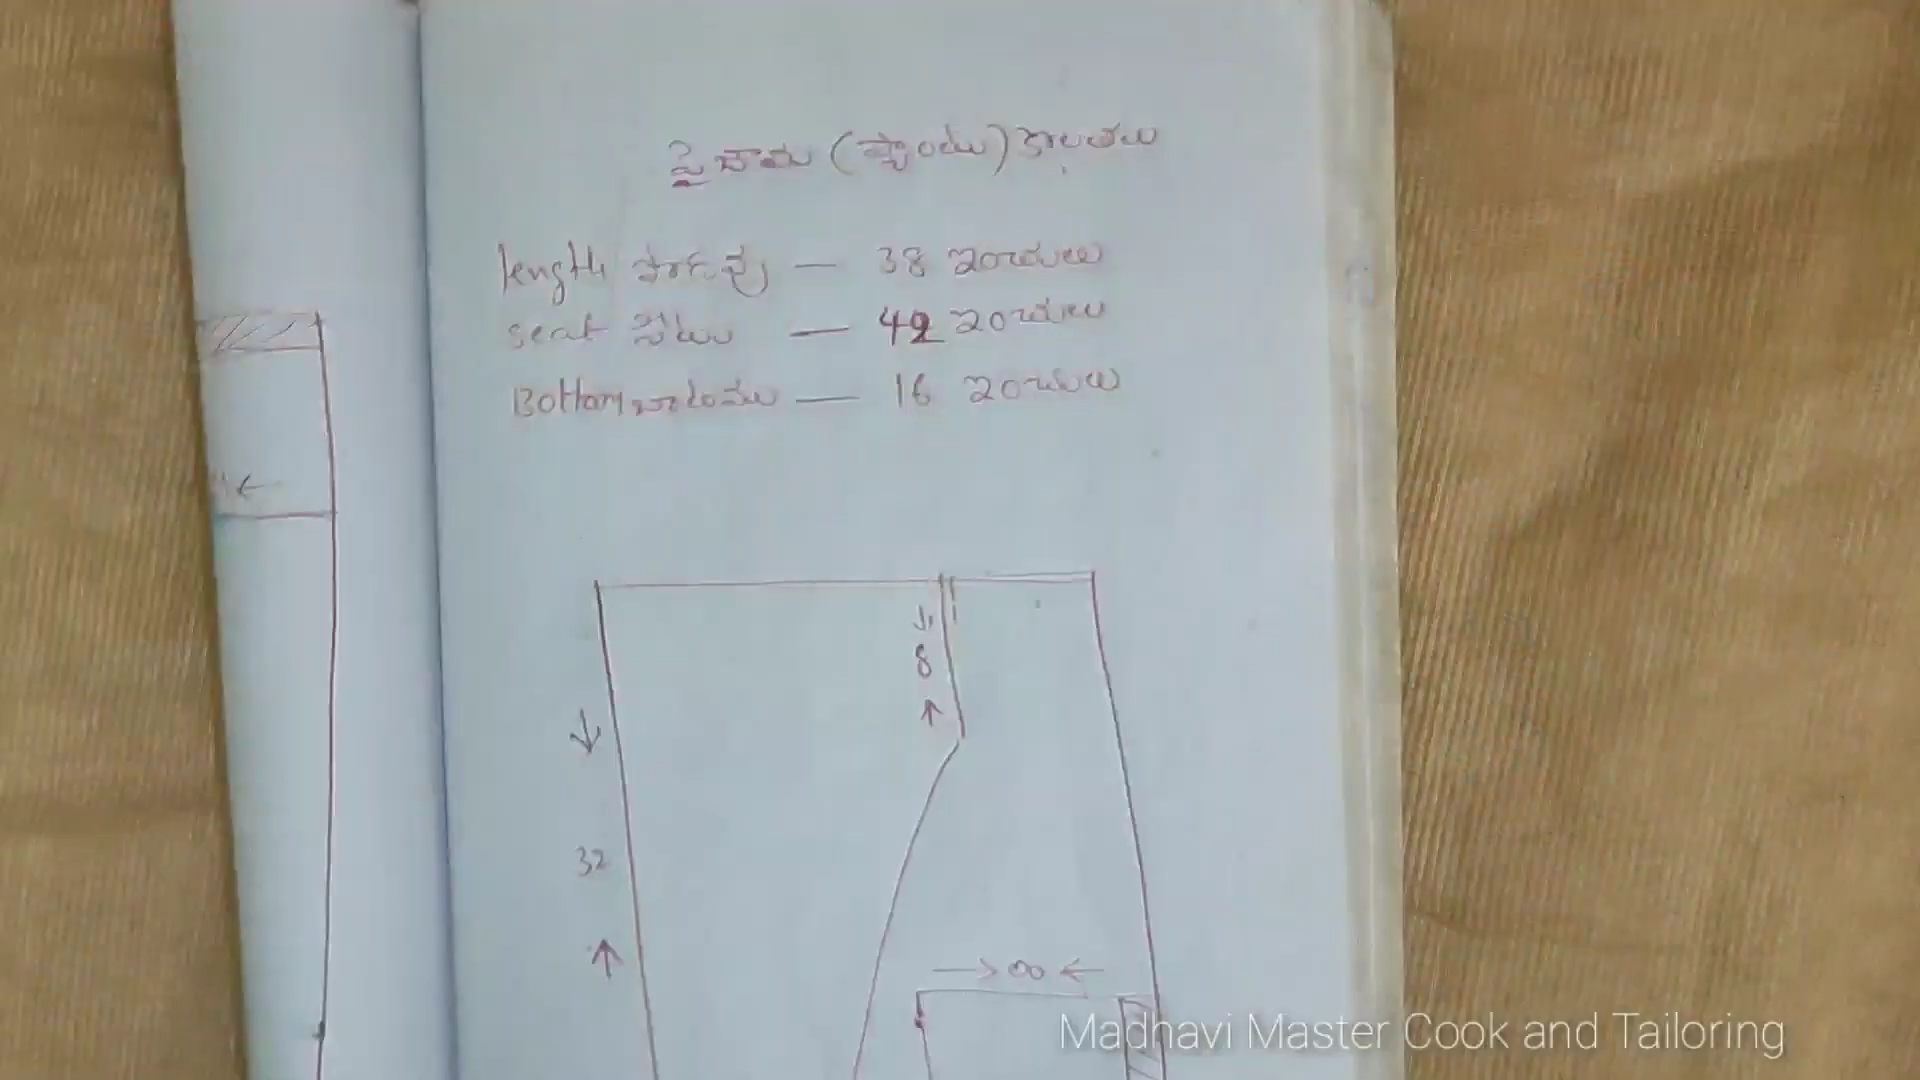 పైజామ (ప్యాంటు) కొలతలు
length పొడవు — 38 ఇంచులు
seat సీటు — 42 ఇంచులు
Bottom బాటమ్ — 16 ఇంచులు
8
32
Madhavi Master Cook and Tailoring